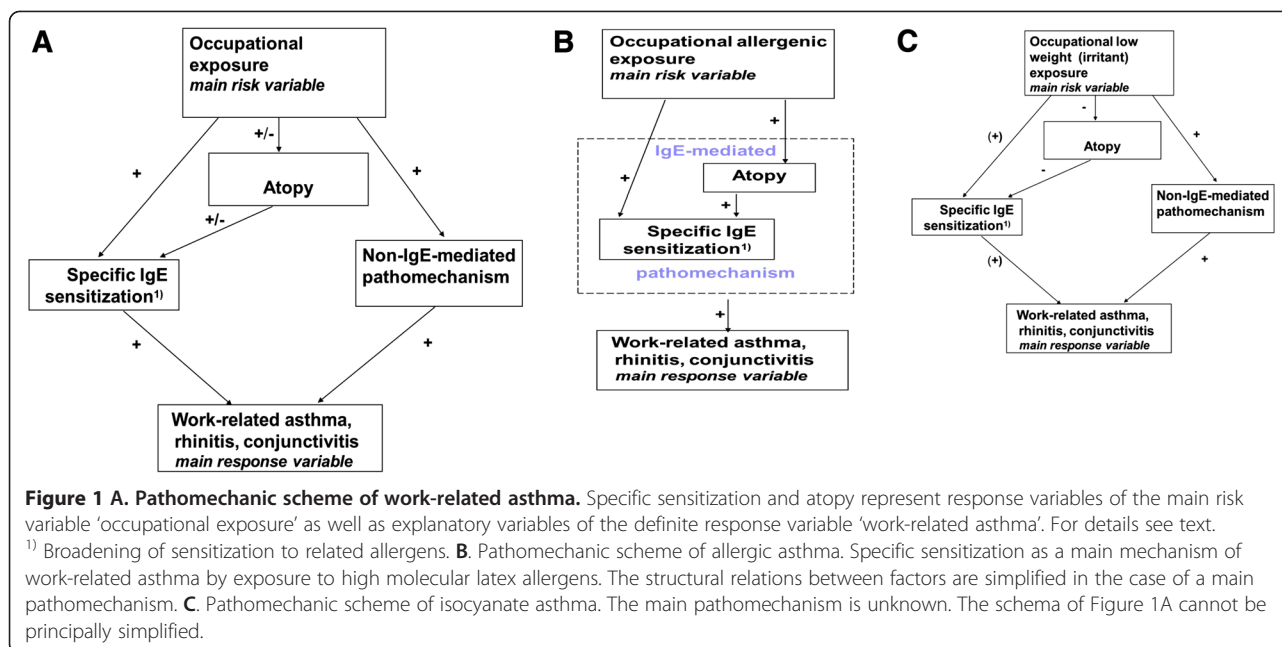 A
Occupational
exposure
main risk variable
+/-
+
+
Atopy
+/-
Specific IgE
sensitization1)
Non-IgE-mediated
pathomechanism
+
+
Work-related asthma,
rhinitis, conjunctivitis
main response variable
B
Occupational allergenic
exposure
main risk variable
+
IgE-mediated
+
Atopy
+
Specific IgE
sensitization1)
pathomechanism
+
Work-related asthma,
rhinitis, conjunctivitis
main response variable
C
Occupational low
weight (irritant)
exposure
main risk variable
-
(+)
+
Atopy
-
Specific IgE
sensitization1)
Non-IgE-mediated
pathomechanism
(+)
+
Work-related asthma,
rhinitis, conjunctivitis
main response variable
Figure 1 A. Pathomechanic scheme of work-related asthma. Specific sensitization and atopy represent response variables of the main risk
variable ‘occupational exposure’ as well as explanatory variables of the definite response variable ‘work-related asthma’. For details see text.
1) Broadening of sensitization to related allergens. B. Pathomechanic scheme of allergic asthma. Specific sensitization as a main mechanism of
work-related asthma by exposure to high molecular latex allergens. The structural relations between factors are simplified in the case of a main
pathomechanism. C. Pathomechanic scheme of isocyanate asthma. The main pathomechanism is unknown. The schema of Figure 1A cannot be
principally simplified.